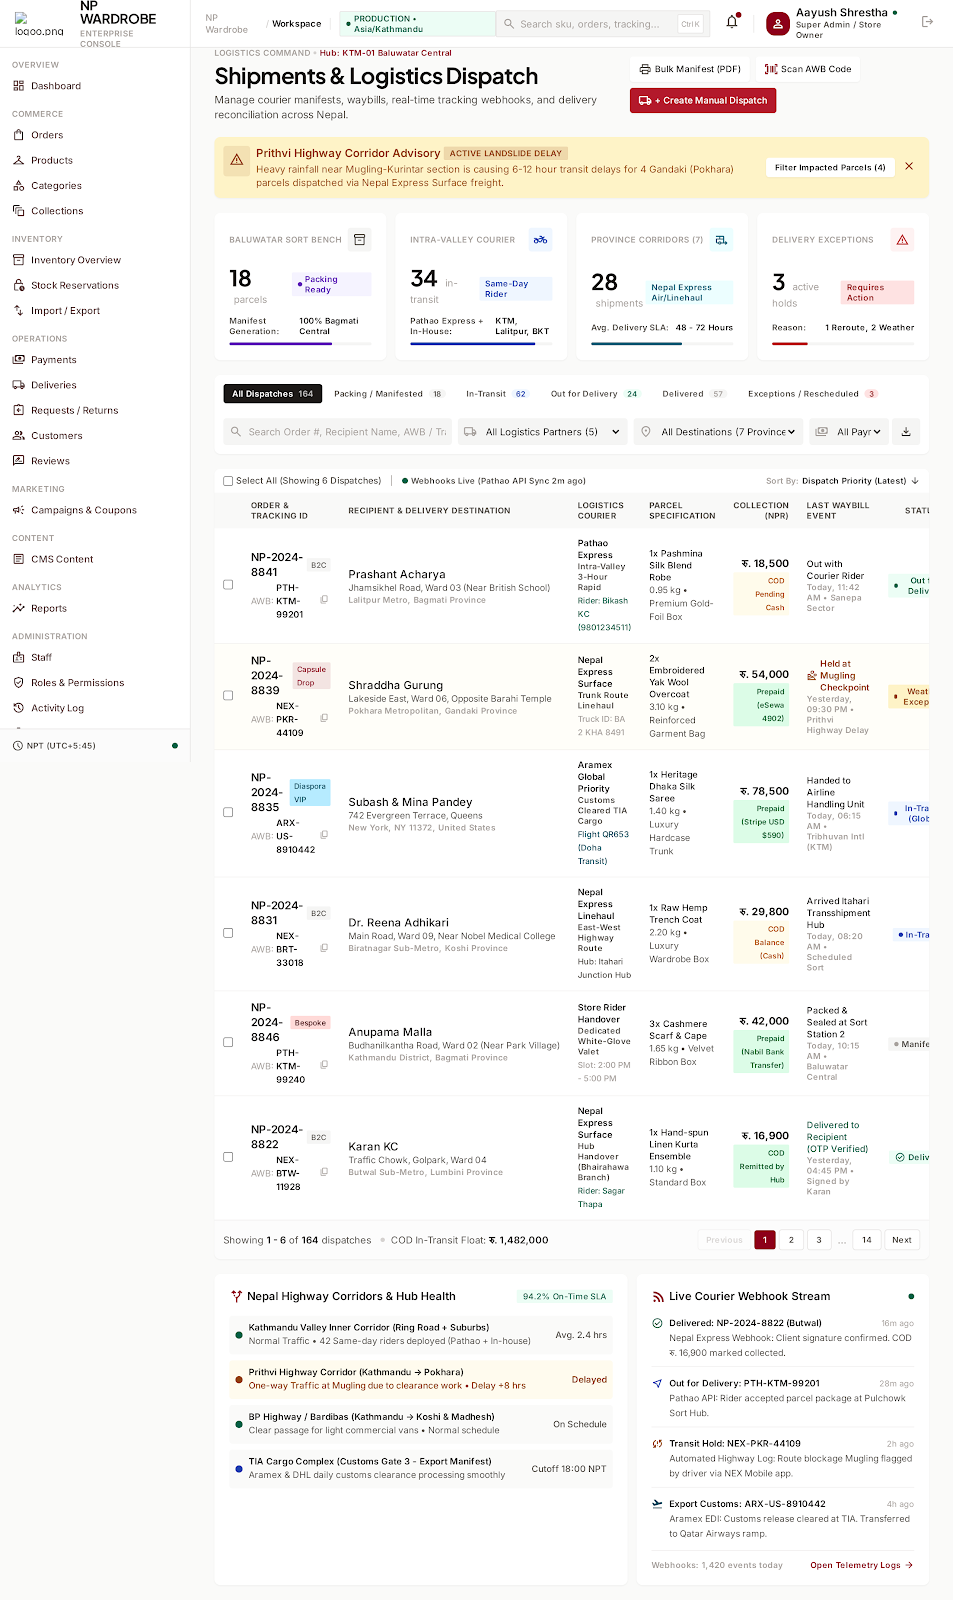 logoo.png
NP WARDROBE
ENTERPRISE CONSOLE
NP Wardrobe / Workspace
PRODUCTION • Asia/Kathmandu
Search sku, orders, tracking...
Ctrl K
Aayush Shrestha
Super Admin / Store Owner
OVERVIEW
Dashboard
COMMERCE
Orders
Products
Categories
Collections
INVENTORY
Inventory Overview
Stock Reservations
Import / Export
OPERATIONS
Payments
Deliveries
Requests / Returns
Customers
Reviews
MARKETING
Campaigns & Coupons
CONTENT
CMS Content
ANALYTICS
Reports
ADMINISTRATION
Staff
Roles & Permissions
Activity Log
NPT (UTC+5:45)
LOGISTICS COMMAND • Hub: KTM-01 Baluwatar Central
Shipments & Logistics Dispatch
Manage courier manifests, waybills, real-time tracking webhooks, and delivery
reconciliation across Nepal.
Bulk Manifest (PDF)
Scan AWB Code
+ Create Manual Dispatch
Prithvi Highway Corridor Advisory
ACTIVE LANDSLIDE DELAY
Heavy rainfall near Mugling-Kurintar section is causing 6-12 hour transit delays for 4 Gandaki (Pokhara)
parcels dispatched via Nepal Express Surface freight.
Filter Impacted Parcels (4)
BALUWATAR SORT BENCH
18 parcels
Packing Ready
Manifest Generation:
100% Bagmati Central
INTRA-VALLEY COURIER
34 in-transit
Same-Day Rider
Pathao Express + In-House:
KTM, Lalitpur, BKT
PROVINCE CORRIDORS (7)
28 shipments
Nepal Express Air/Linehaul
Avg. Delivery SLA: 48 - 72 Hours
DELIVERY EXCEPTIONS
3 active holds
Requires Action
Reason: 1 Reroute, 2 Weather
All Dispatches 164
Packing / Manifested 18
In-Transit 62
Out for Delivery 24
Delivered 57
Exceptions / Rescheduled 3
Search Order #, Recipient Name, AWB / Tr
All Logistics Partners (5)
All Destinations (7 Province
All Payr
Select All (Showing 6 Dispatches)
Webhooks Live (Pathao API Sync 2m ago)
Sort By: Dispatch Priority (Latest)
ORDER & TRACKING ID
RECIPIENT & DELIVERY DESTINATION
LOGISTICS COURIER
PARCEL SPECIFICATION
COLLECTION (NPR)
LAST WAYBILL EVENT
STATU
NP-2024-8841
B2C
AWB: PTH-KTM-99201
Prashant Acharya
Jhamsikhel Road, Ward 03 (Near British School)
Lalitpur Metro, Bagmati Province
Pathao Express
Intra-Valley 3-Hour Rapid
Rider: Bikash KC (9801234511)
1x Pashmina Silk Blend Robe
0.95 kg • Premium Gold-Foil Box
रु. 18,500
COD Pending Cash
Out with Courier Rider
Today, 11:42 AM • Sanepa Sector
Out f
Deliv
NP-2024-8839
Capsule Drop
AWB: NEX-PKR-44109
Shraddha Gurung
Lakeside East, Ward 06, Opposite Barahi Temple
Pokhara Metropolitan, Gandaki Province
Nepal Express Surface
Trunk Route Linehaul
Truck ID: BA 2 KHA 8491
2x Embroidered Yak Wool Overcoat
3.10 kg • Reinforced Garment Bag
रु. 54,000
Prepaid (eSewa 4902)
Held at Mugling Checkpoint
Yesterday, 09:30 PM • Prithvi Highway Delay
Weat
Excep
NP-2024-8835
Diaspora VIP
AWB: ARX-US-8910442
Subash & Mina Pandey
742 Evergreen Terrace, Queens
New York, NY 11372, United States
Aramex Global Priority
Customs Cleared TIA Cargo
Flight QR653 (Doha Transit)
1x Heritage Dhaka Silk Saree
1.40 kg • Luxury Hardcase Trunk
रु. 78,500
Prepaid (Stripe USD $590)
Handed to Airline Handling Unit
Today, 06:15 AM • Tribhuvan Intl (KTM)
In-Tra
(Glob
NP-2024-8831
B2C
AWB: NEX-BRT-33018
Dr. Reena Adhikari
Main Road, Ward 09, Near Nobel Medical College
Biratnagar Sub-Metro, Koshi Province
Nepal Express Linehaul
East-West Highway Route
Hub: Itahari Junction Hub
1x Raw Hemp Trench Coat
2.20 kg • Luxury Wardrobe Box
रु. 29,800
COD Balance (Cash)
Arrived Itahari Transshipment Hub
Today, 08:20 AM • Scheduled Sort
In-Tra
NP-2024-8846
Bespoke
AWB: PTH-KTM-99240
Anupama Malla
Budhanilkantha Road, Ward 02 (Near Park Village)
Kathmandu District, Bagmati Province
Store Rider Handover
Dedicated White-Glove Valet
Slot: 2:00 PM - 5:00 PM
3x Cashmere Scarf & Cape
1.65 kg • Velvet Ribbon Box
रु. 42,000
Prepaid (Nabil Bank Transfer)
Packed & Sealed at Sort Station 2
Today, 10:15 AM • Baluwatar Central
Manife
NP-2024-8822
B2C
AWB: NEX-BTW-11928
Karan KC
Traffic Chowk, Golpark, Ward 04
Butwal Sub-Metro, Lumbini Province
Nepal Express Surface
Hub Handover (Bhairahawa Branch)
Rider: Sagar Thapa
1x Hand-spun Linen Kurta Ensemble
1.10 kg • Standard Box
रु. 16,900
COD Remitted by Hub
Delivered to Recipient (OTP Verified)
Yesterday, 04:45 PM • Signed by Karan
Deliv
Showing 1 - 6 of 164 dispatches • COD In-Transit Float: रु. 1,482,000
Previous 1 2 3 ... 14 Next
Nepal Highway Corridors & Hub Health
94.2% On-Time SLA
Kathmandu Valley Inner Corridor (Ring Road + Suburbs)
Normal Traffic • 42 Same-day riders deployed (Pathao + In-house)
Avg. 2.4 hrs
Prithvi Highway Corridor (Kathmandu → Pokhara)
One-way Traffic at Mugling due to clearance work • Delay +8 hrs
Delayed
BP Highway / Bardibas (Kathmandu → Koshi & Madhesh)
Clear passage for light commercial vans • Normal schedule
On Schedule
TIA Cargo Complex (Customs Gate 3 - Export Manifest)
Aramex & DHL daily customs clearance processing smoothly
Cutoff 18:00 NPT
Live Courier Webhook Stream
Delivered: NP-2024-8822 (Butwal)
16m ago
Nepal Express Webhook: Client signature confirmed. COD
रु. 16,900 marked collected.
Out for Delivery: PTH-KTM-99201
28m ago
Pathao API: Rider accepted parcel package at Pulchowk
Sort Hub.
Transit Hold: NEX-PKR-44109
2h ago
Automated Highway Log: Route blockage Mugling flagged
by driver via NEX Mobile app.
Export Customs: ARX-US-8910442
4h ago
Aramex EDI: Customs release cleared at TIA. Transferred
to Qatar Airways ramp.
Webhooks: 1,420 events today
Open Telemetry Logs →